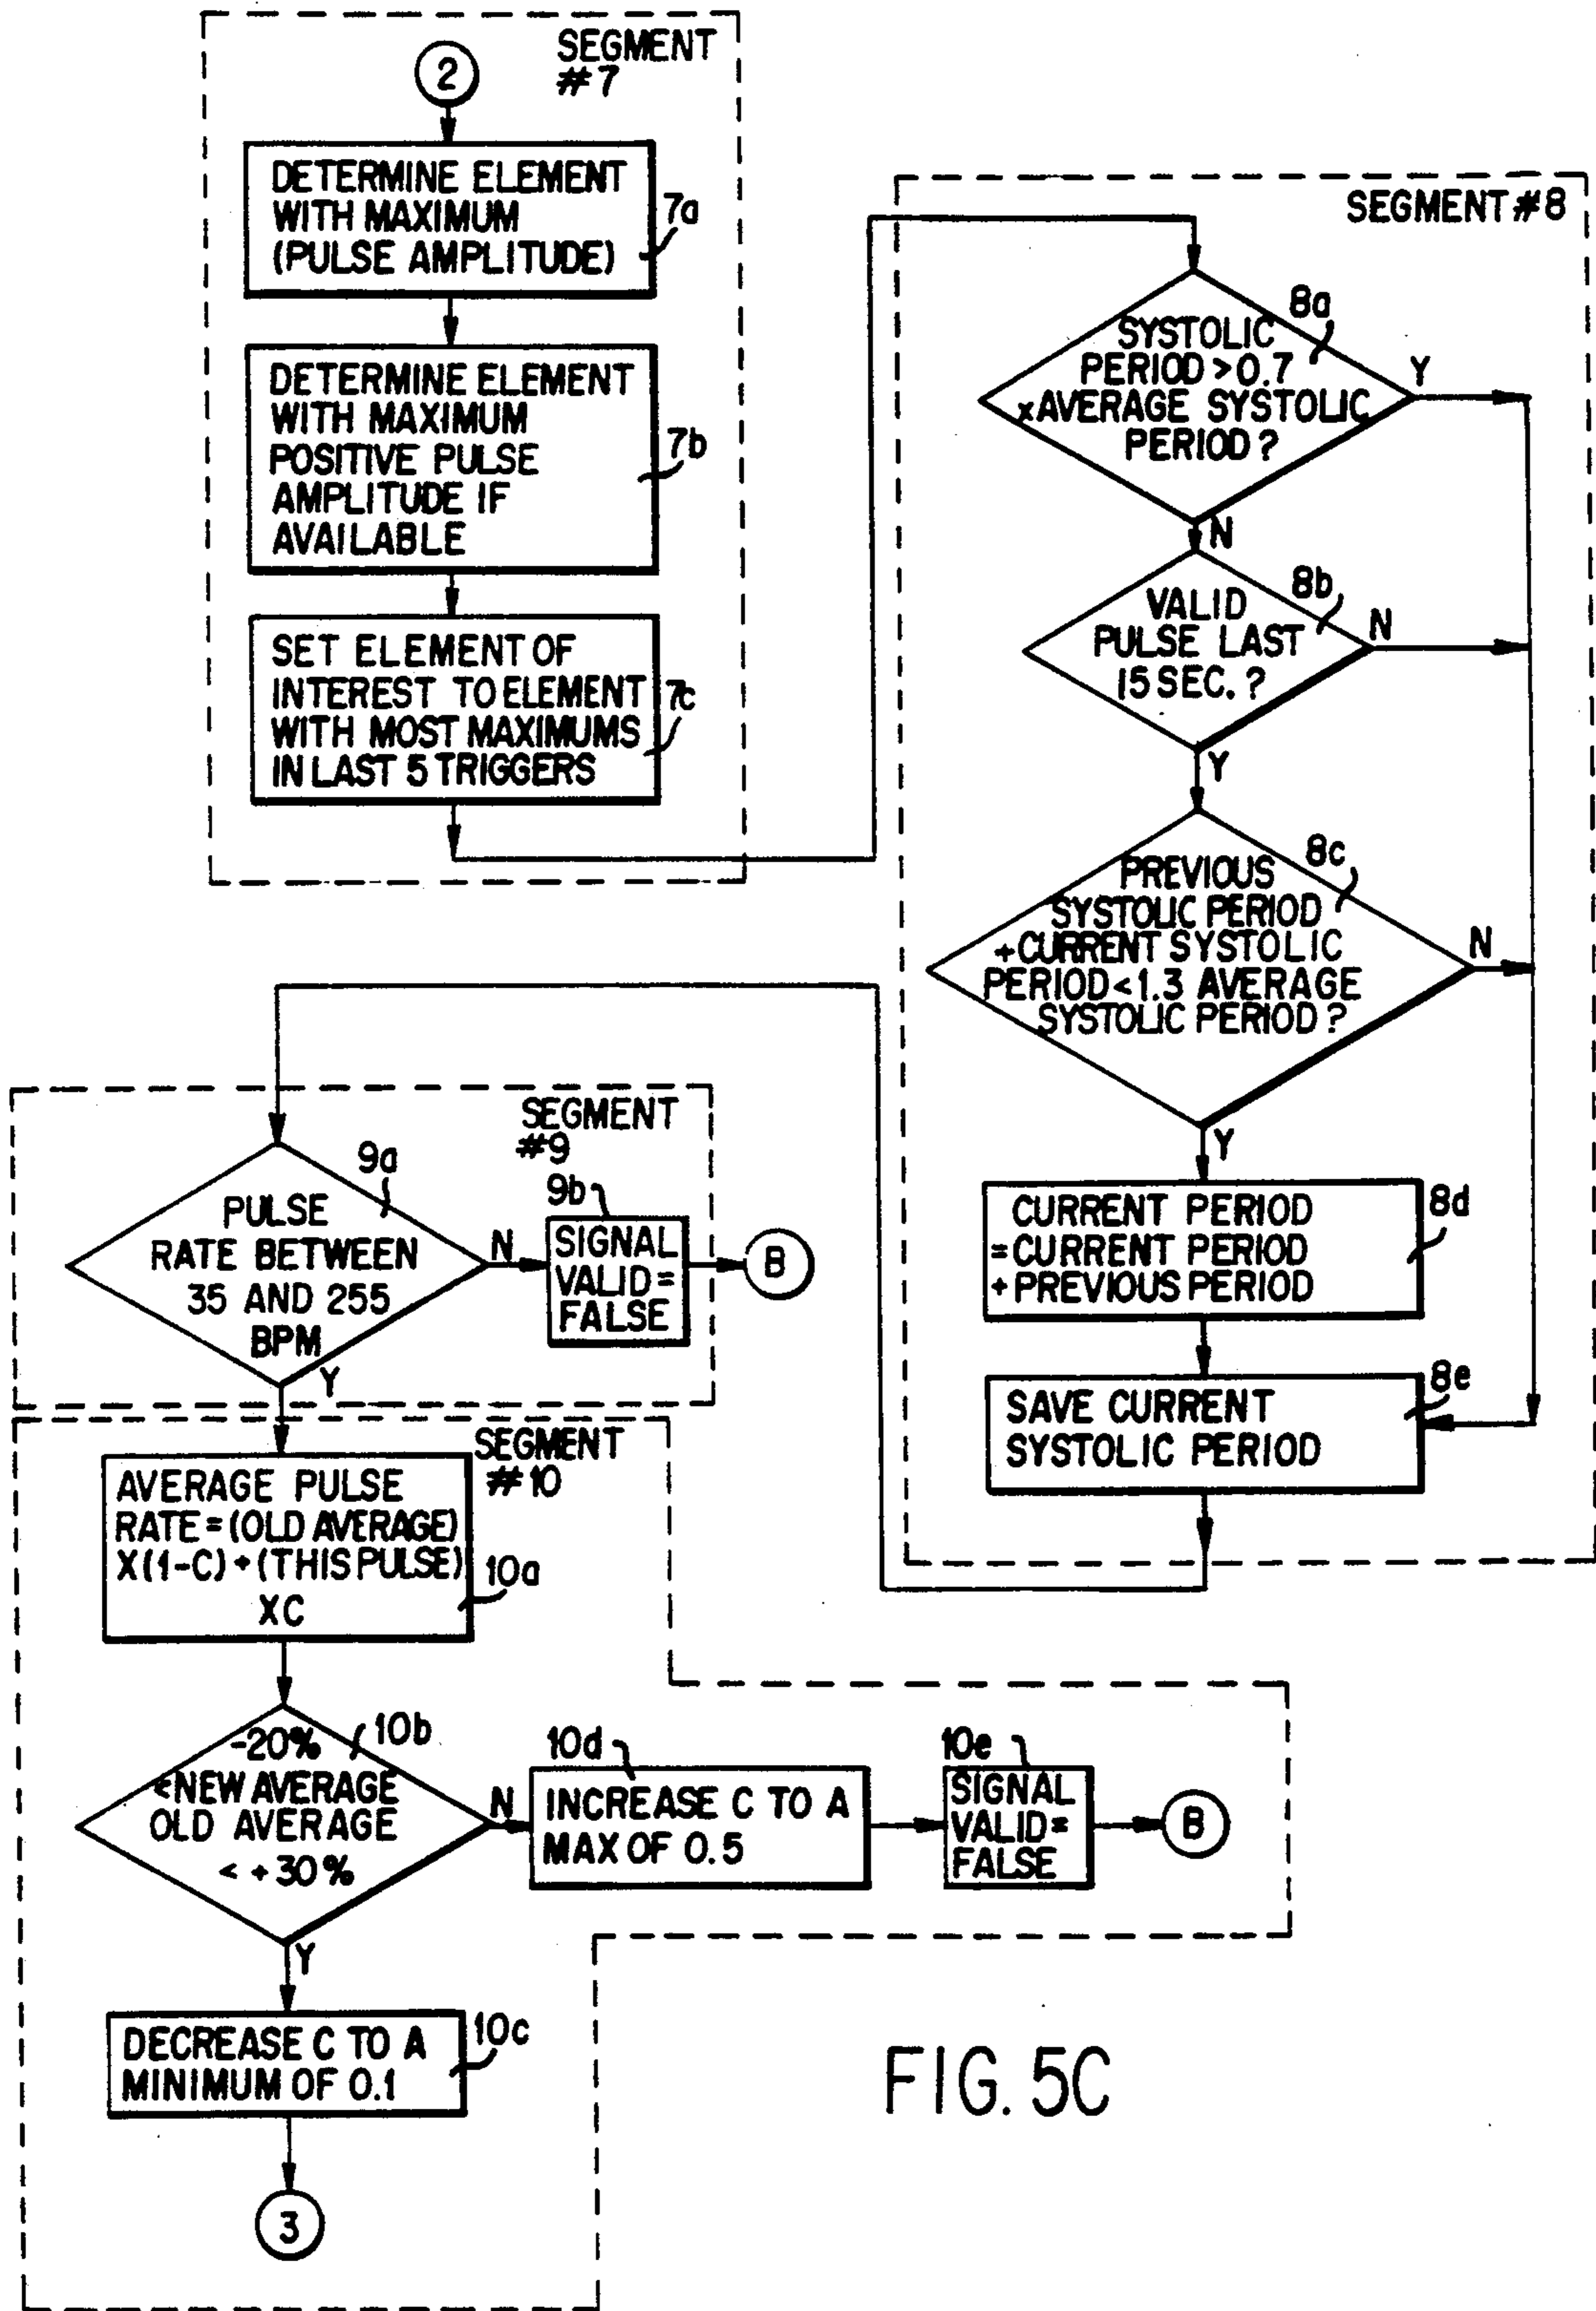 SEGMENT
#7
2
DETERMINE ELEMENT
WITH MAXIMUM
(PULSE AMPLITUDE)
7a
DETERMINE ELEMENT
WITH MAXIMUM
POSITIVE PULSE
AMPLITUDE IF
AVAILABLE
7b
SET ELEMENT OF
INTEREST TO ELEMENT
WITH MOST MAXIMUMS
IN LAST 5 TRIGGERS
7c
SEGMENT #8
8a
SYSTOLIC
PERIOD > 0.7
x AVERAGE SYSTOLIC
PERIOD ?
Y
N
8b
VALID
PULSE LAST
15 SEC. ?
N
Y
8c
PREVIOUS
SYSTOLIC PERIOD
+ CURRENT SYSTOLIC
PERIOD < 1.3 AVERAGE
SYSTOLIC PERIOD ?
N
Y
CURRENT PERIOD
= CURRENT PERIOD
+ PREVIOUS PERIOD
8d
SAVE CURRENT
SYSTOLIC PERIOD
8e
SEGMENT
#9
9a
PULSE
RATE BETWEEN
35 AND 255
BPM
N
Y
9b
SIGNAL
VALID =
FALSE
B
SEGMENT
#10
AVERAGE PULSE
RATE = (OLD AVERAGE)
X (1-C) + (THIS PULSE)
XC
10a
10b
-20%
< NEW AVERAGE
OLD AVERAGE
< +30%
N
Y
10d
INCREASE C TO A
MAX OF 0.5
10e
SIGNAL
VALID =
FALSE
B
DECREASE C TO A
MINIMUM OF 0.1
10c
3
FIG. 5C